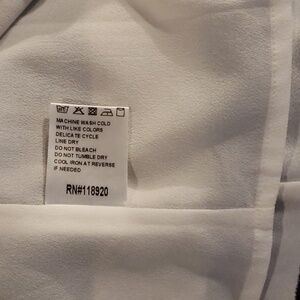 MACHINE WASH COLD
WITH LIKE COLORS
DELICATE CYCLE
LINE DRY
DO NOT BLEACH
DO NOT TUMBLE DRY
COOL IRON AT REVERSE
IF NEEDED
RN#118920